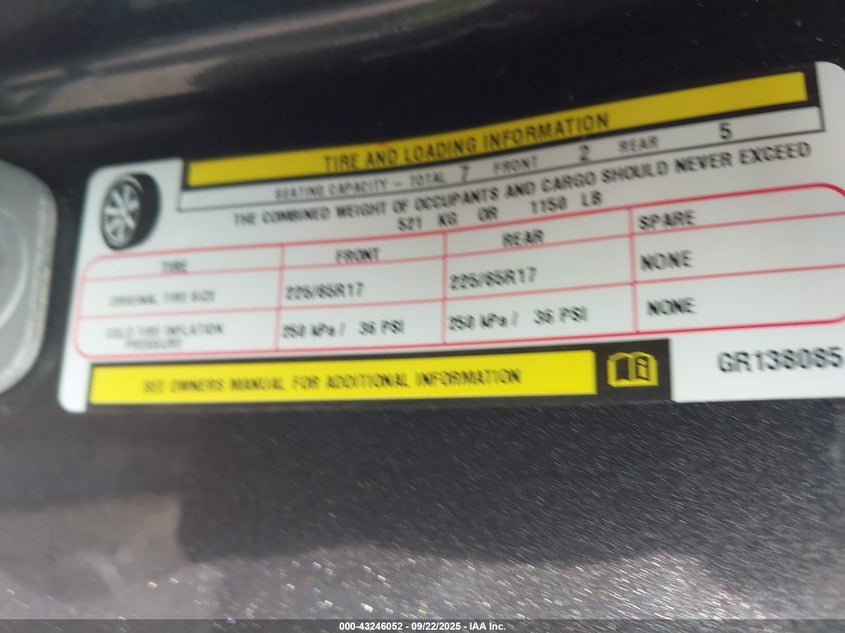 TIRE AND LOADING INFORMATION
SEATING CAPACITY - TOTAL 7 FRONT 2 REAR 5
THE COMBINED WEIGHT OF OCCUPANTS AND CARGO SHOULD NEVER EXCEED
521 KG OR 1150 LB
TIRE FRONT REAR SPARE
ORIGINAL TIRE SIZE 225/65R17 225/65R17 NONE
COLD TIRE INFLATION PRESSURE 250 kPa / 36 PSI 250 kPa / 36 PSI NONE
SEE OWNERS MANUAL FOR ADDITIONAL INFORMATION
GR138085
000-43246052 - 09/22/2025 - IAA Inc.